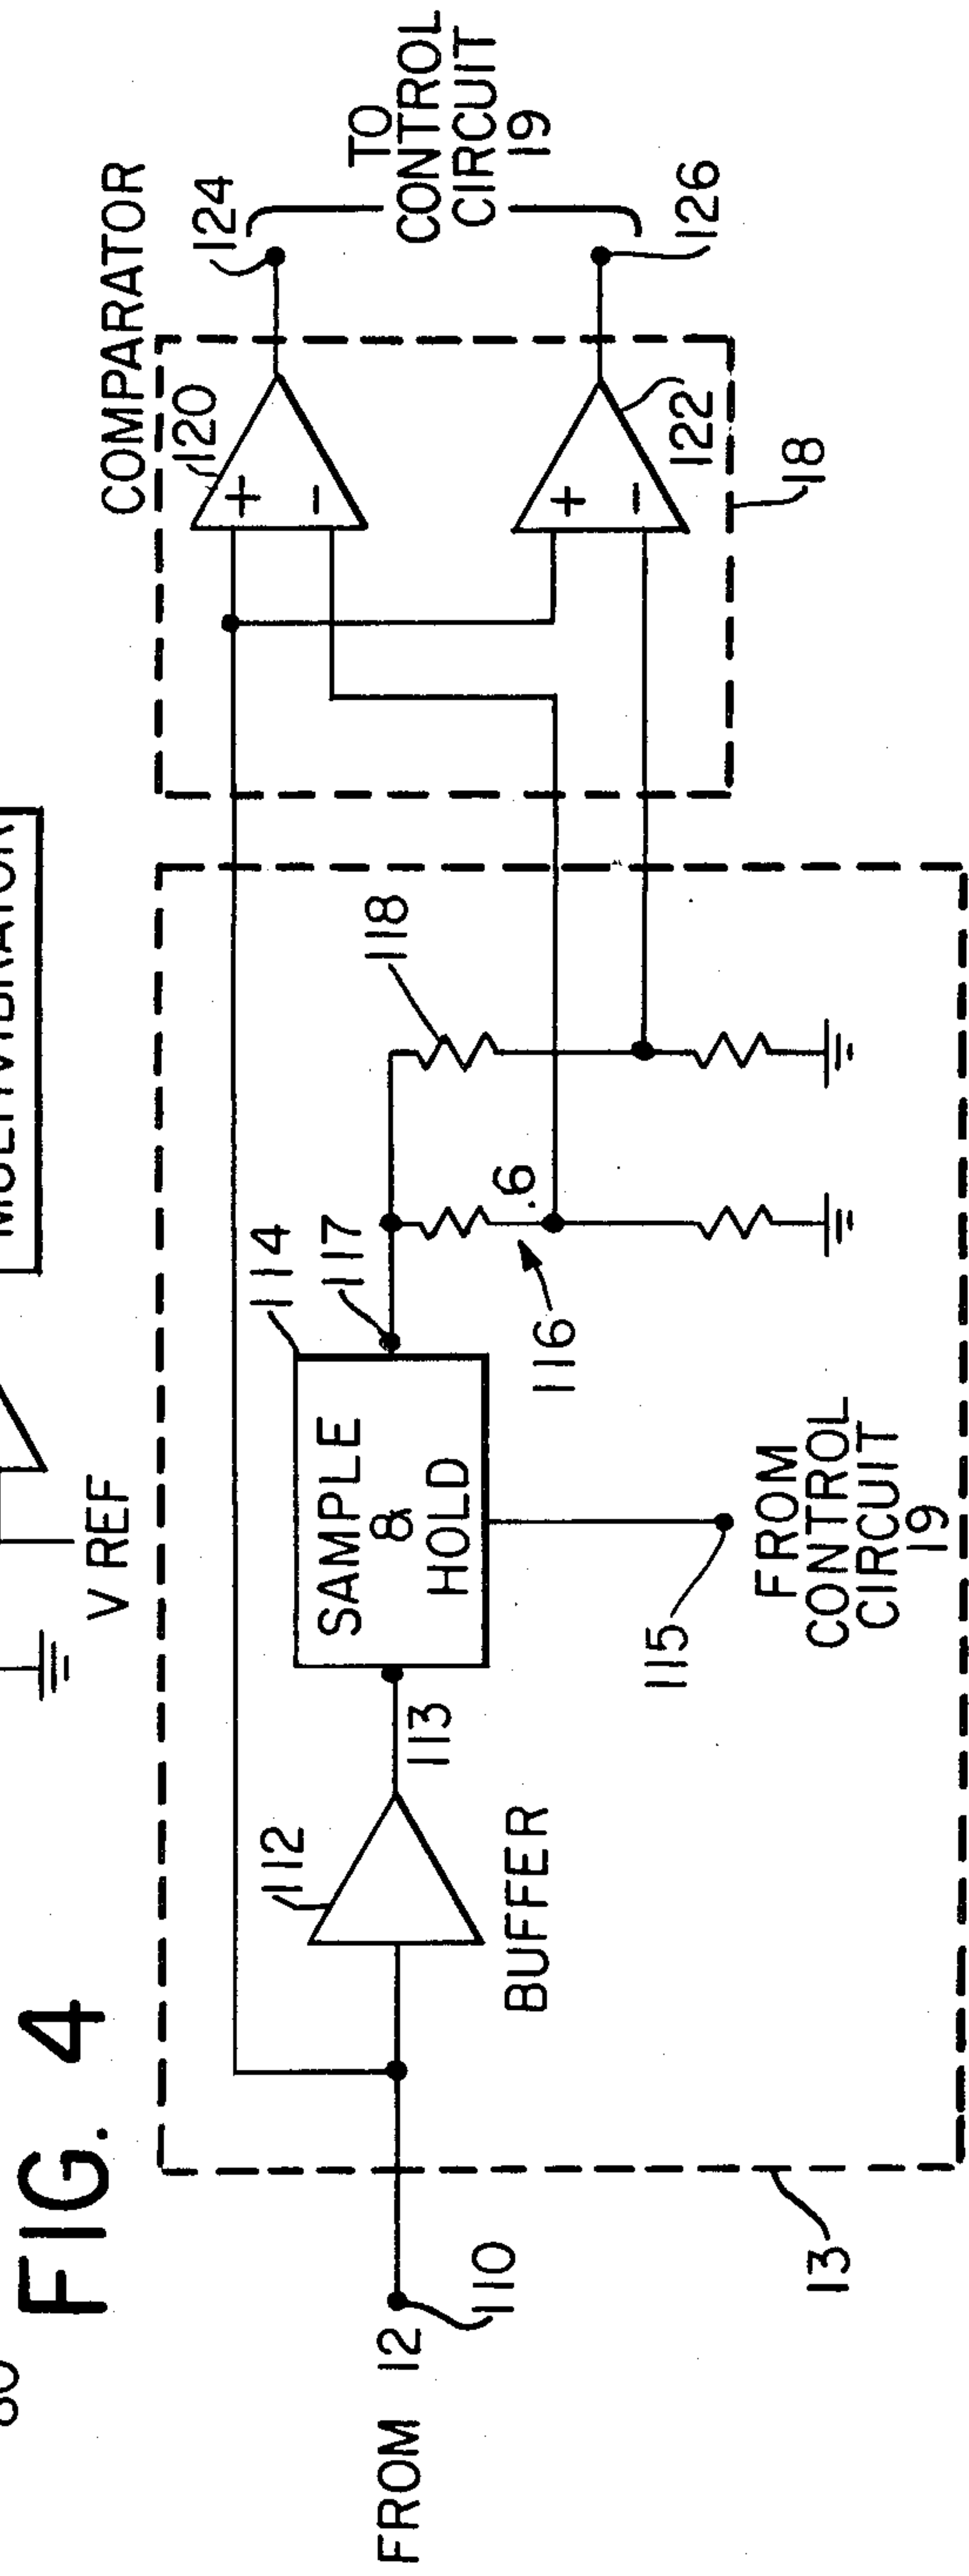 80
FIG. 4
V REF
MULTIVIBRATOR
COMPARATOR
FROM 12
110
112
BUFFER
113
114
SAMPLE
&
HOLD
117
115
FROM
CONTROL
CIRCUIT
19
116
.6
118
13
120
+
-
122
+
-
18
124
126
TO
CONTROL
CIRCUIT
19